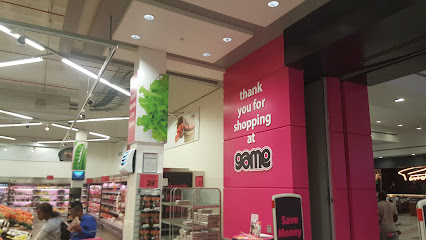 thank
you for
shopping
at
game
Save
Money